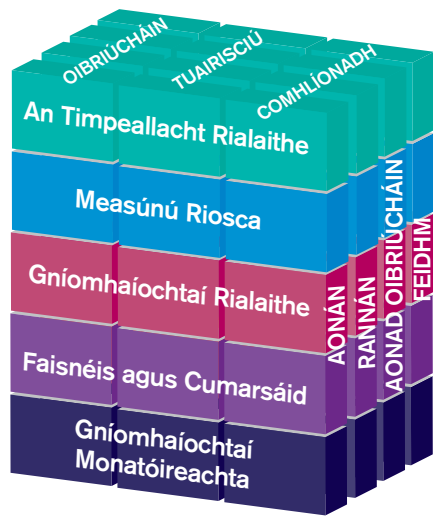 OIBRIÚCHÁIN
TUAIRISCIÚ
COMHLÍONADH
An Timpeallacht Rialaithe
Measúnú Riosca
Gníomhaíochtaí Rialaithe
Faisnéis agus Cumarsáid
Gníomhaíochtaí
Monatóireachta
AONÁN
RANNÁN
AONAD OIBRIÚCHÁIN
FEIDHM